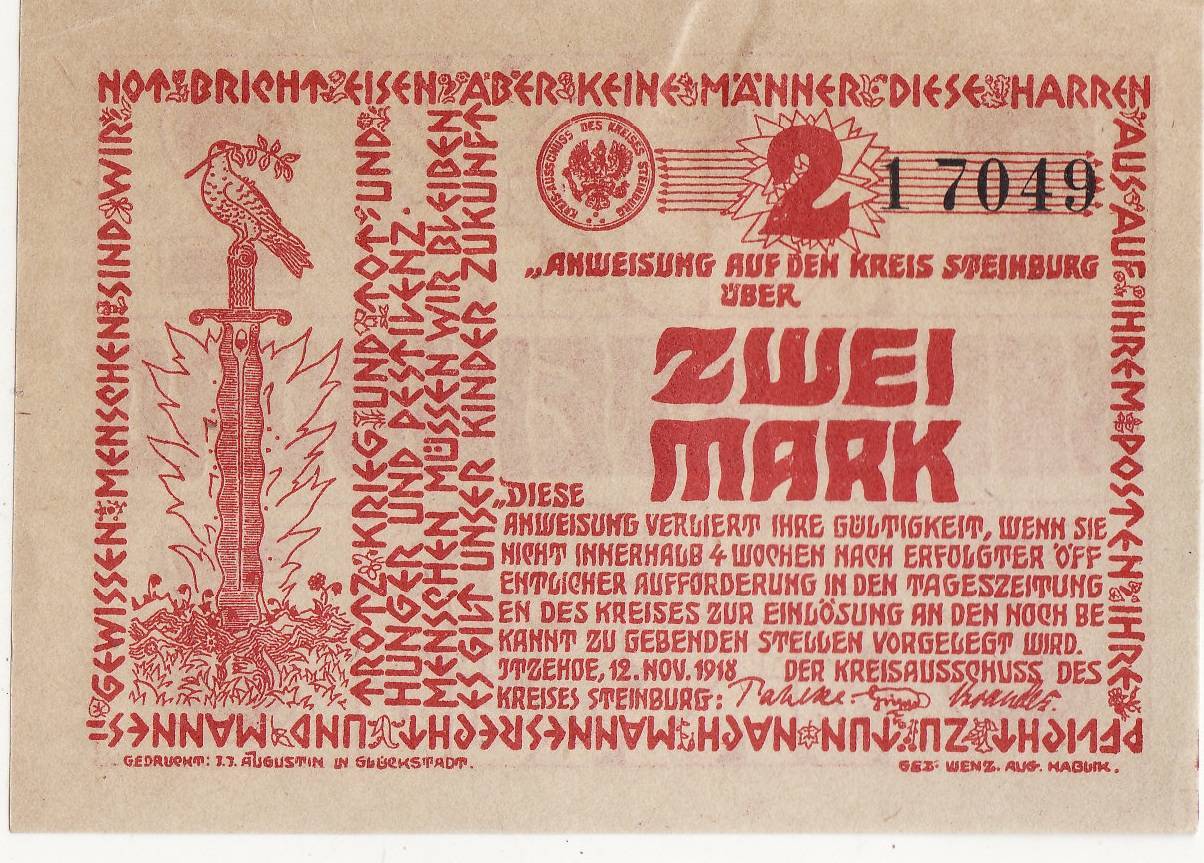 NOT BRICHT EISEN ABER KEINE MÄNNER DIESE HARREN
AUS AUF IHREM POSTEN IHRE
PFLICHT ZU TUN NACH MANNESRECHT UND MANNES
GEWISSEN MENSCHEN SIND WIR
TROTZ KRIEG UND TOT UND
HUNGER UND PESTILENZ.
MENSCHEN MÜSSEN WIR BLEIBEN
ES GILT UNSER KINDER ZUKUNFT
KREIS-AUSSCHUSS DES KREISES STEINBURG
2
17049
„ANWEISUNG AUF DEN KREIS STEINBURG
ÜBER
ZWEI
MARK
„DIESE
ANWEISUNG VERLIERT IHRE GÜLTIGKEIT, WENN SIE
NICHT INNERHALB 4 WOCHEN NACH ERFOLGTER ÖFF
ENTLICHER AUFFORDERUNG IN DEN TAGESZEITUNG
EN DES KREISES ZUR EINLÖSUNG AN DEN NOCH BE
KANNT ZU GEBENDEN STELLEN VORGELEGT WIRD.
ITZEHOE, 12. NOV. 1918 DER KREISAUSSCHUSS DES
KREISES STEINBURG:
GEDRUCKT: J.J. AUGUSTIN IN GLÜCKSTADT.
GEZ: WENZ. AUG. HABLIK.